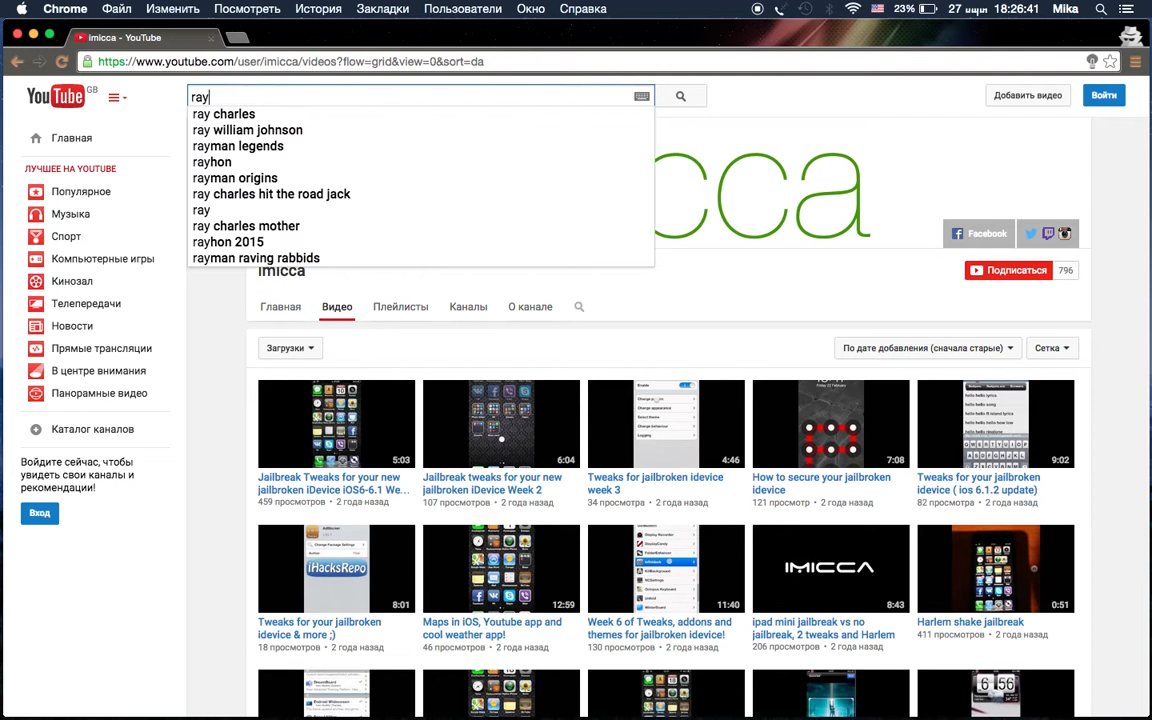 Chrome Файл Изменить Посмотреть История Закладки Пользователи Окно Справка 23% 27 мци 18:26:41 Mika
imicca - YouTube
https://www.youtube.com/user/imicca/videos?flow=grid&view=0&sort=da
YouTube GB ray Добавить видео Войти
ray charles
ray william johnson
rayman legends
rayhon
rayman origins
ray charles hit the road jack
ray
ray charles mother
rayhon 2015
rayman raving rabbids
Главная
ЛУЧШЕЕ НА YOUTUBE
Популярное
Музыка
Спорт
Компьютерные игры
Кинозал
Телепередачи
Новости
Прямые трансляции
В центре внимания
Панорамные видео
Каталог каналов
Войдите сейчас, чтобы
увидеть свои каналы и
рекомендации!
Вход
icca
Facebook
imicca
Подписаться 796
Главная Видео Плейлисты Каналы О канале
Загрузки По дате добавления (сначала старые) Сетка
5:03 6:04 4:46 7:08 9:02
Jailbreak Tweaks for your new
jailbroken iDevice iOS6-6.1 We...
459 просмотров • 2 года назад
Jailbreak tweaks for your new
jailbroken iDevice Week 2
107 просмотров • 2 года назад
Tweaks for jailbroken idevice
week 3
34 просмотра • 2 года назад
How to secure your jailbroken
idevice
121 просмотр • 2 года назад
Tweaks for your jailbroken
idevice ( ios 6.1.2 update)
82 просмотра • 2 года назад
iHacksRepo
IMICCA
8:01 12:59 11:40 8:43 0:51
Tweaks for your jailbroken
idevice & more ;)
18 просмотров • 2 года назад
Maps in iOS, Youtube app and
cool weather app!
46 просмотров • 2 года назад
Week 6 of Tweaks, addons and
themes for jailbroken idevice!
130 просмотров • 2 года назад
ipad mini jailbreak vs no
jailbreak, 2 tweaks and Harlem
206 просмотров • 2 года назад
Harlem shake jailbreak
411 просмотров • 2 года назад
6 56